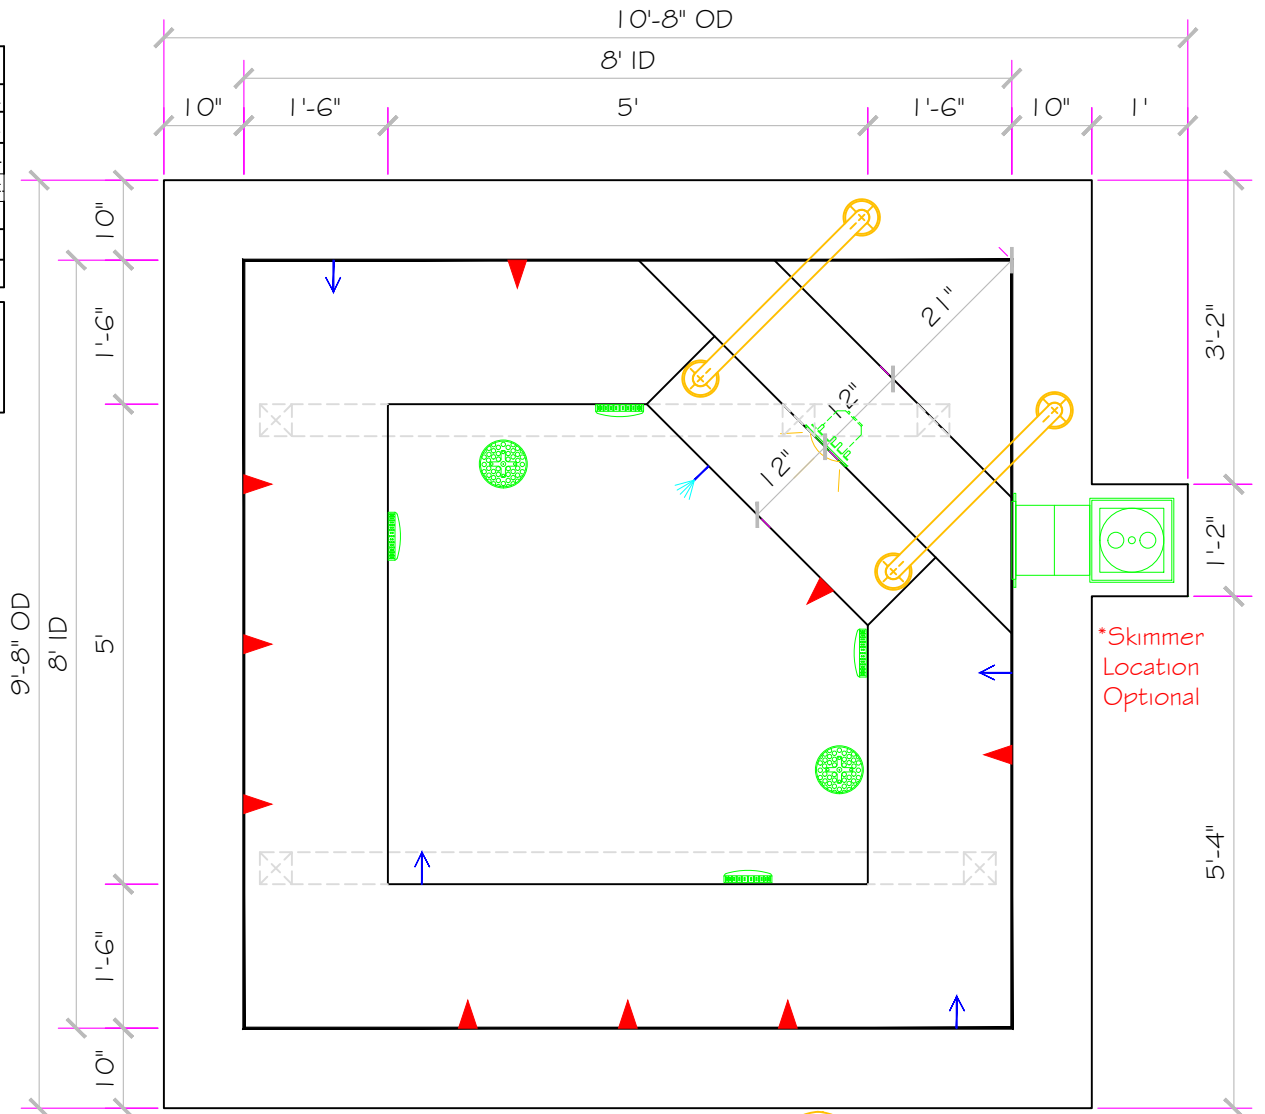 10'-8" OD
8' ID
10"
1'-6"
5'
1'-6"
10"
1'
10"
1'-6"
5'
1'-6"
10"
8' ID
9'-8" OD
21"
12"
12"
3'-2"
1'-2"
5'-4"
*Skimmer
Location
Optional